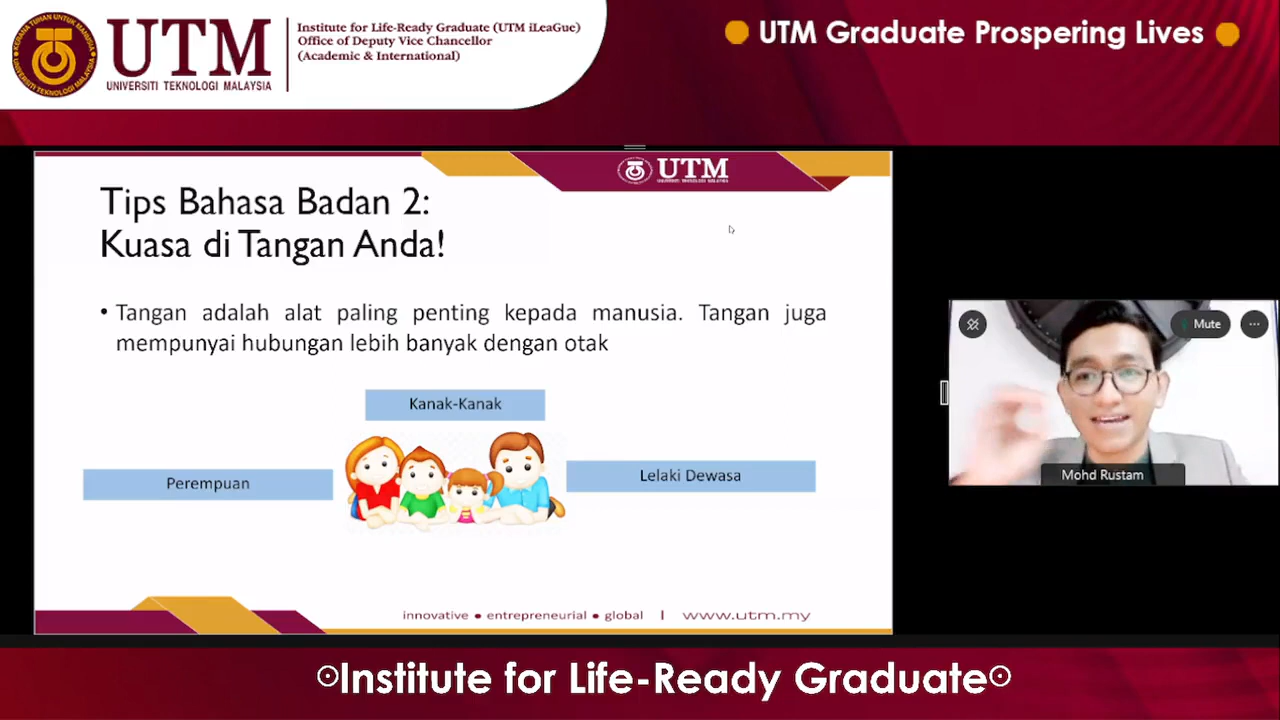 UTM
UNIVERSITI TEKNOLOGI MALAYSIA
Institute for Life-Ready Graduate (UTM iLeaGue)
Office of Deputy Vice Chancellor
(Academic & International)
UTM Graduate Prospering Lives
UTM
Tips Bahasa Badan 2:
Kuasa di Tangan Anda!
• Tangan adalah alat paling penting kepada manusia. Tangan juga
mempunyai hubungan lebih banyak dengan otak
Kanak-Kanak
Perempuan
Lelaki Dewasa
innovative ● entrepreneurial ● global | www.utm.my
Mute
Mohd Rustam
Institute for Life-Ready Graduate